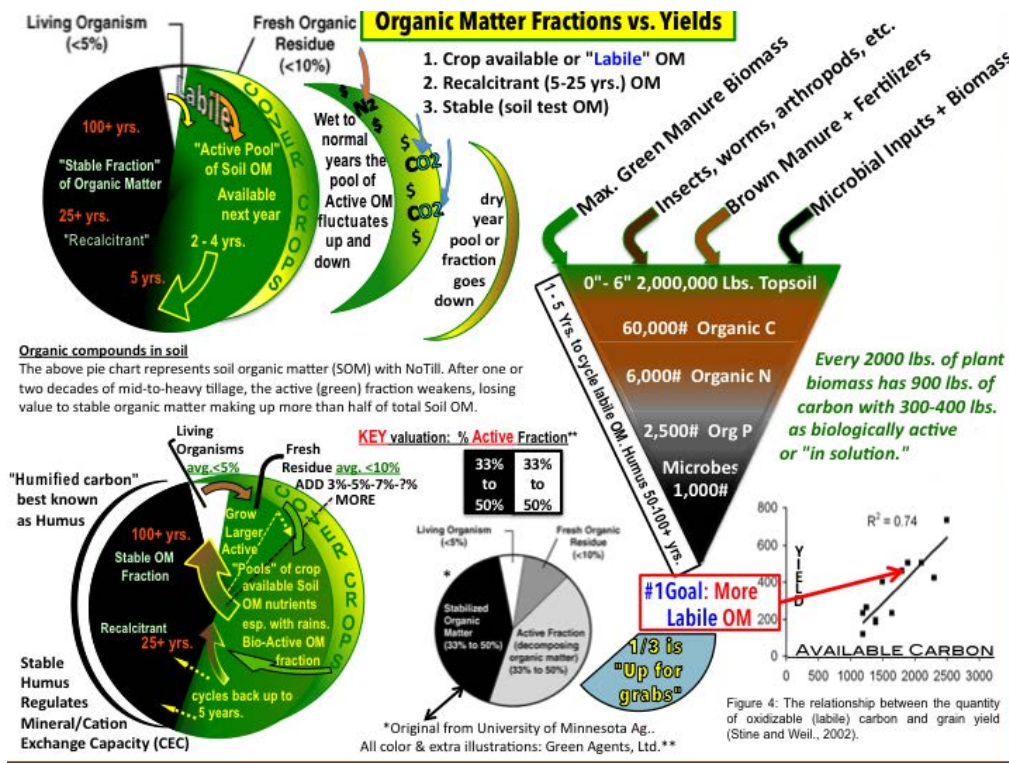 Organic Matter Fractions vs. Yields
Living Organism
(<5%)
Fresh Organic
Residue
(<10%)
1. Crop available or "Labile" OM
2. Recalcitrant (5-25 yrs.) OM
3. Stable (soil test OM)
Labile
COVER CROPS
100+ yrs.
"Stable Fraction"
of Organic Matter
25+ yrs.
"Recalcitrant"
5 yrs.
"Active Pool"
of Soil OM
Available
next year
2 - 4 yrs.
$
N2
$
Wet to
normal
years the
pool of
Active OM
fluctuates
up and
down
$
CO2
$
CO2
$
dry
year
pool or
fraction
goes
down
Max. Green Manure Biomass
Insects, worms, arthropods, etc.
Brown Manure + Fertilizers
Microbial Inputs + Biomass
0"- 6" 2,000,000 Lbs. Topsoil
60,000# Organic C
6,000# Organic N
2,500# Org P
Microbes
1,000#
1 - 5 Yrs. to cycle labile OM. Humus 50-100+ yrs.
Every 2000 lbs. of plant
biomass has 900 lbs. of
carbon with 300-400 lbs.
as biologically active
or "in solution."
Organic compounds in soil
The above pie chart represents soil organic matter (SOM) with NoTill. After one or
two decades of mid-to-heavy tillage, the active (green) fraction weakens, losing
value to stable organic matter making up more than half of total Soil OM.
Living
Organisms
avg.<5%
Fresh
Residue avg. <10%
ADD 3%-5%-7%-?%
MORE
"Humified carbon"
best known
as Humus
COVER CROPS
100+ yrs.
Stable OM
Fraction
Recalcitrant
25+ yrs.
Grow
Larger
Active
"Pools" of crop
available Soil
OM nutrients
esp. with rains.
Bio-Active OM
fraction
cycles back up to
5 years.
Stable
Humus
Regulates
Mineral/Cation
Exchange Capacity (CEC)
KEY valuation: % Active Fraction**
33%
to
50%
33%
to
50%
Living Organism
(<5%)
Fresh Organic
Residue
(<10%)
*
Stabilized
Organic
Matter
(33% to 50%)
Active Fraction
(decomposing
organic matter)
(33% to 50%)
1/3 is
"Up for
grabs"
*Original from University of Minnesota Ag..
All color & extra illustrations: Green Agents, Ltd.**
#1Goal: More
Labile OM
800
600
400
200
0
YIELD
R² = 0.74
AVAILABLE CARBON
0 500 1000 1500 2000 2500 3000
Figure 4: The relationship between the quantity
of oxidizable (labile) carbon and grain yield
(Stine and Weil., 2002).